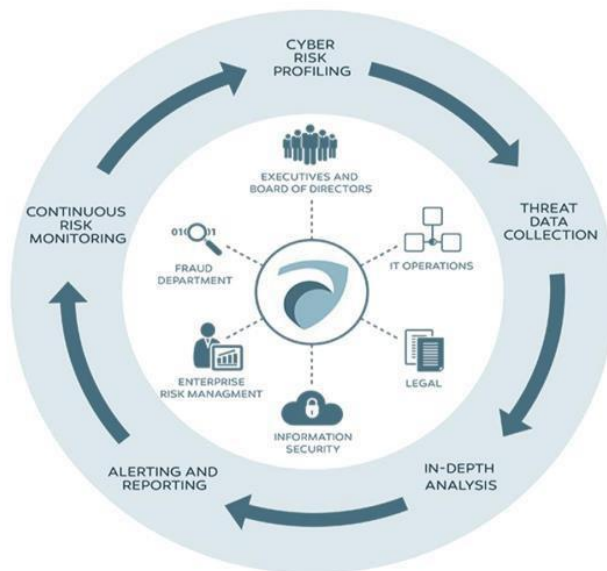 CYBER
RISK
PROFILING
THREAT
DATA
COLLECTION
IN-DEPTH
ANALYSIS
ALERTING AND
REPORTING
CONTINUOUS
RISK
MONITORING
EXECUTIVES AND
BOARD OF DIRECTORS
IT OPERATIONS
LEGAL
INFORMATION
SECURITY
ENTERPRISE
RISK MANAGMENT
010 01
FRAUD
DEPARTMENT